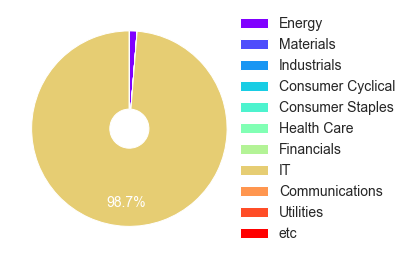 Energy
Materials
Industrials
Consumer Cyclical
Consumer Staples
Health Care
Financials
IT
Communications
Utilities
etc
98.7%